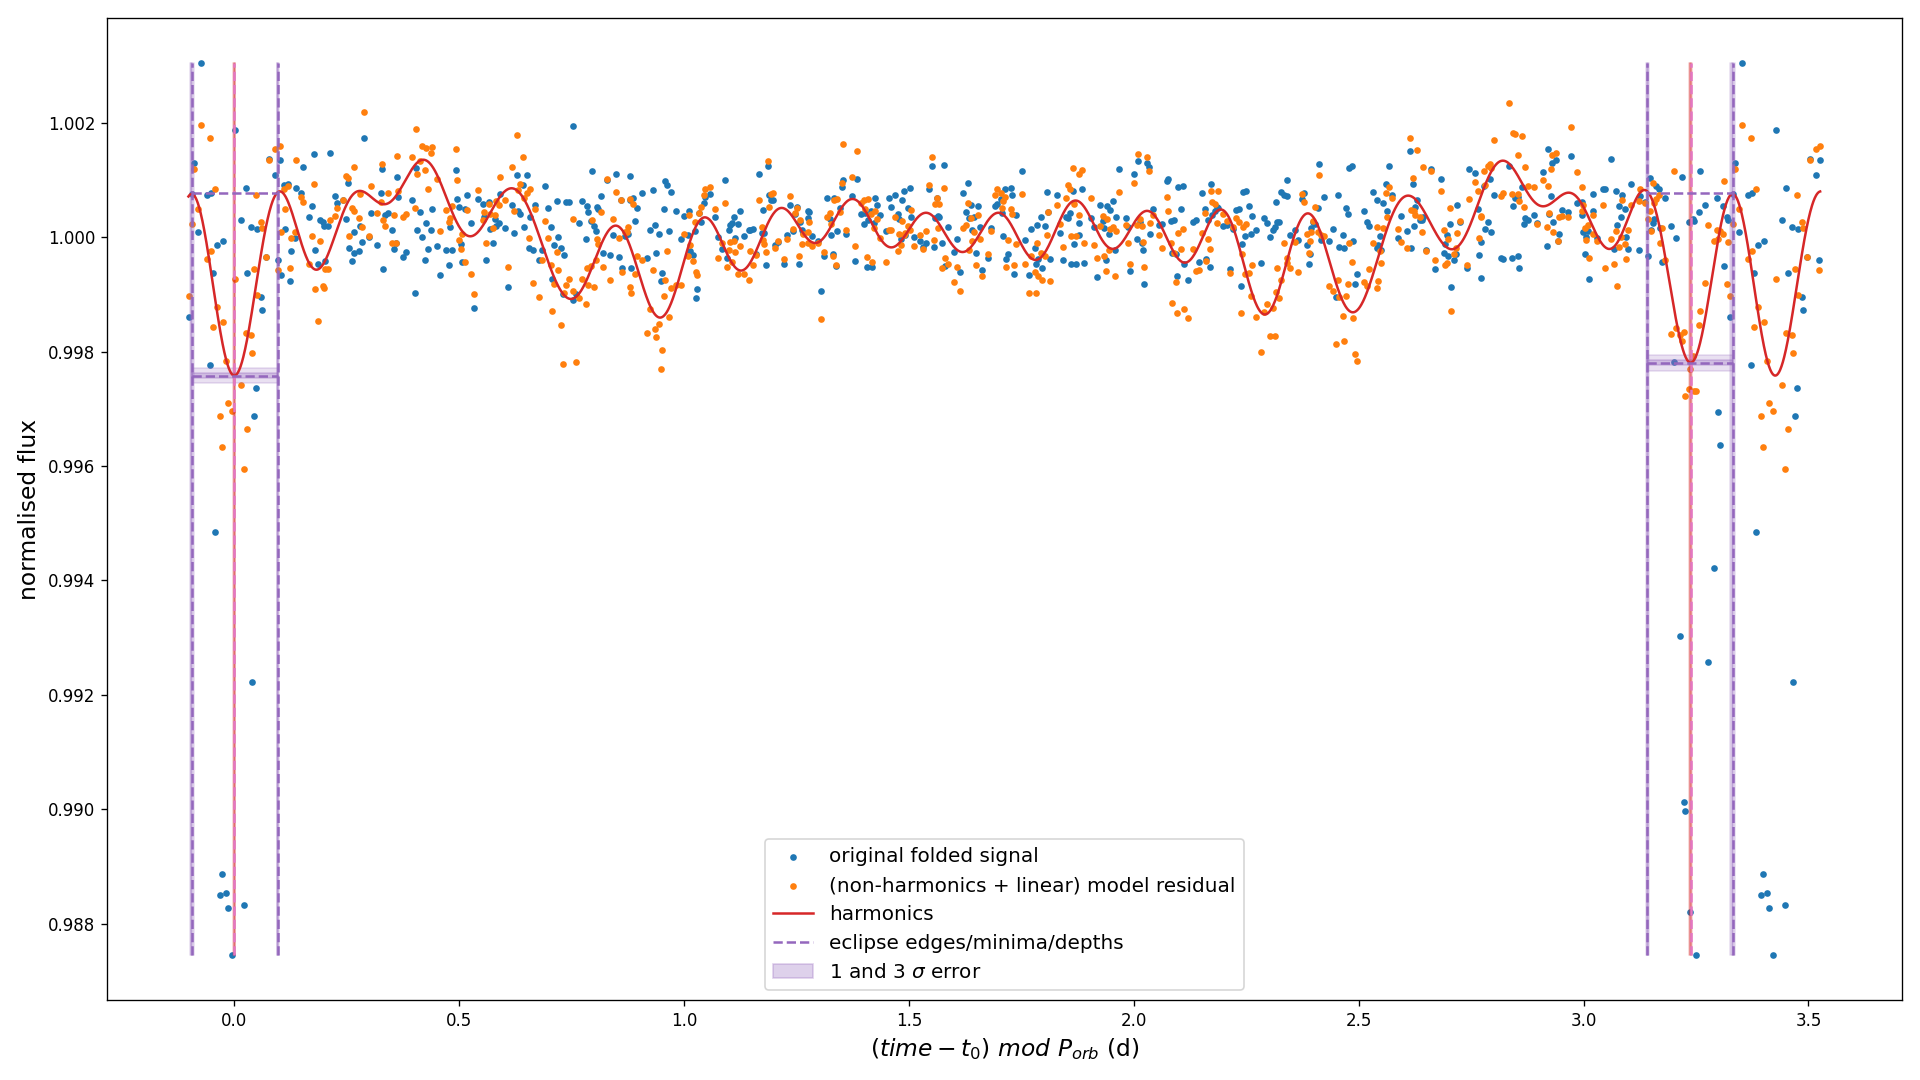 normalised flux
1.002
1.000
0.998
0.996
0.994
0.992
0.990
0.988
original folded signal
(non-harmonics + linear) model residual
harmonics
eclipse edges/minima/depths
1 and 3 σ error
0.0 0.5 1.0 1.5 2.0 2.5 3.0 3.5
(time − t₀) mod Pₒᵣb (d)